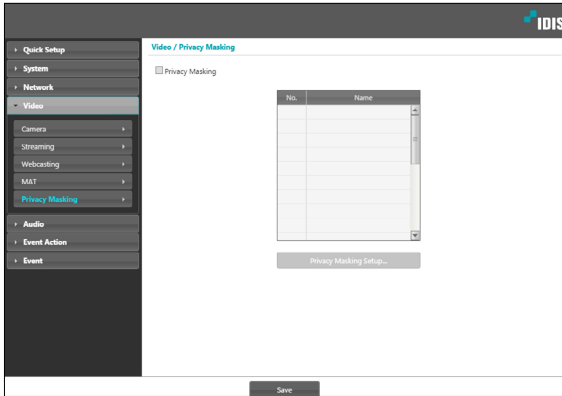 IDIS
Quick Setup
System
Network
Video
Camera
Streaming
Webcasting
MAT
Privacy Masking
Audio
Event Action
Event
Video / Privacy Masking
Privacy Masking
No. Name
Privacy Masking Setup...
Save